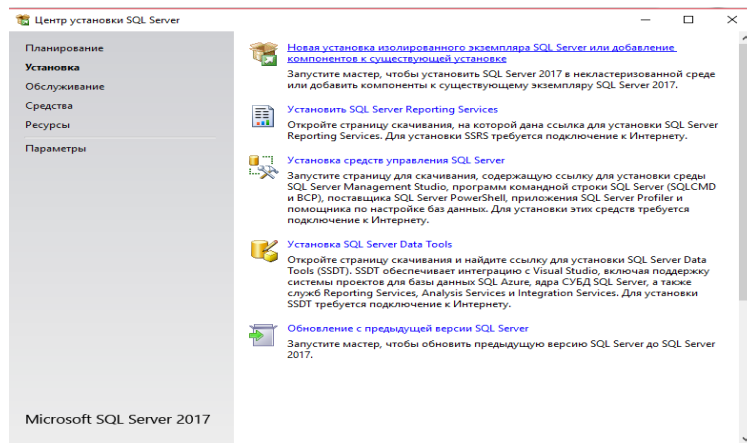 Центр установки SQL Server
Планирование
Установка
Обслуживание
Средства
Ресурсы
Параметры
Новая установка изолированного экземпляра SQL Server или добавление
компонентов к существующей установке
Запустите мастер, чтобы установить SQL Server 2017 в некластеризованной среде
или добавить компоненты к существующему экземпляру SQL Server 2017.
Установить SQL Server Reporting Services
Откройте страницу скачивания, на которой дана ссылка для установки SQL Server
Reporting Services. Для установки SSRS требуется подключение к Интернету.
Установка средств управления SQL Server
Запустите страницу для скачивания, содержащую ссылку для установки среды
SQL Server Management Studio, программ командной строки SQL Server (SQLCMD
и BCP), поставщика SQL Server PowerShell, приложения SQL Server Profiler и
помощника по настройке баз данных. Для установки этих средств требуется
подключение к Интернету.
Установка SQL Server Data Tools
Откройте страницу скачивания и найдите ссылку для установки SQL Server Data
Tools (SSDT). SSDT обеспечивает интеграцию с Visual Studio, включая поддержку
системы проектов для базы данных SQL Azure, ядра СУБД SQL Server, а также
служб Reporting Services, Analysis Services и Integration Services. Для установки
SSDT требуется подключение к Интернету.
Обновление с предыдущей версии SQL Server
Запустите мастер, чтобы обновить предыдущую версию SQL Server до SQL Server
2017.
Microsoft SQL Server 2017